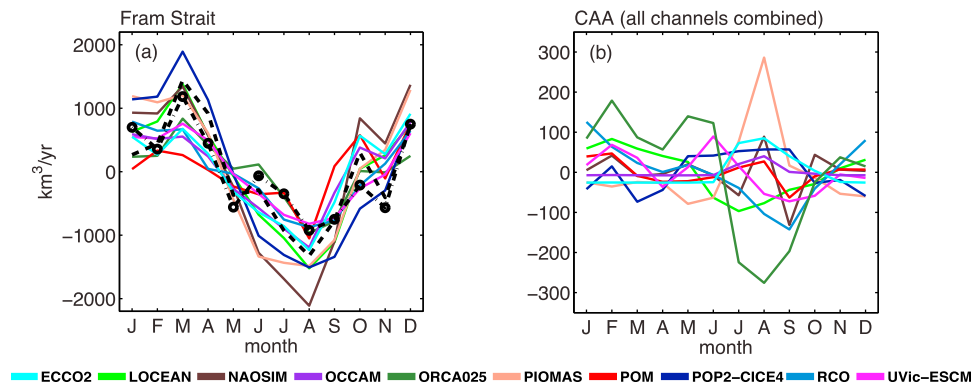 Fram Strait
CAA (all channels combined)
(a)
(b)
2000
1000
0
−1000
−2000
km³/yr
J F M A M J J A S O N D
month
300
200
100
0
−100
−200
−300
J F M A M J J A S O N D
month
ECCO2 LOCEAN NAOSIM OCCAM ORCA025 PIOMAS POM POP2−CICE4 RCO UVic−ESCM